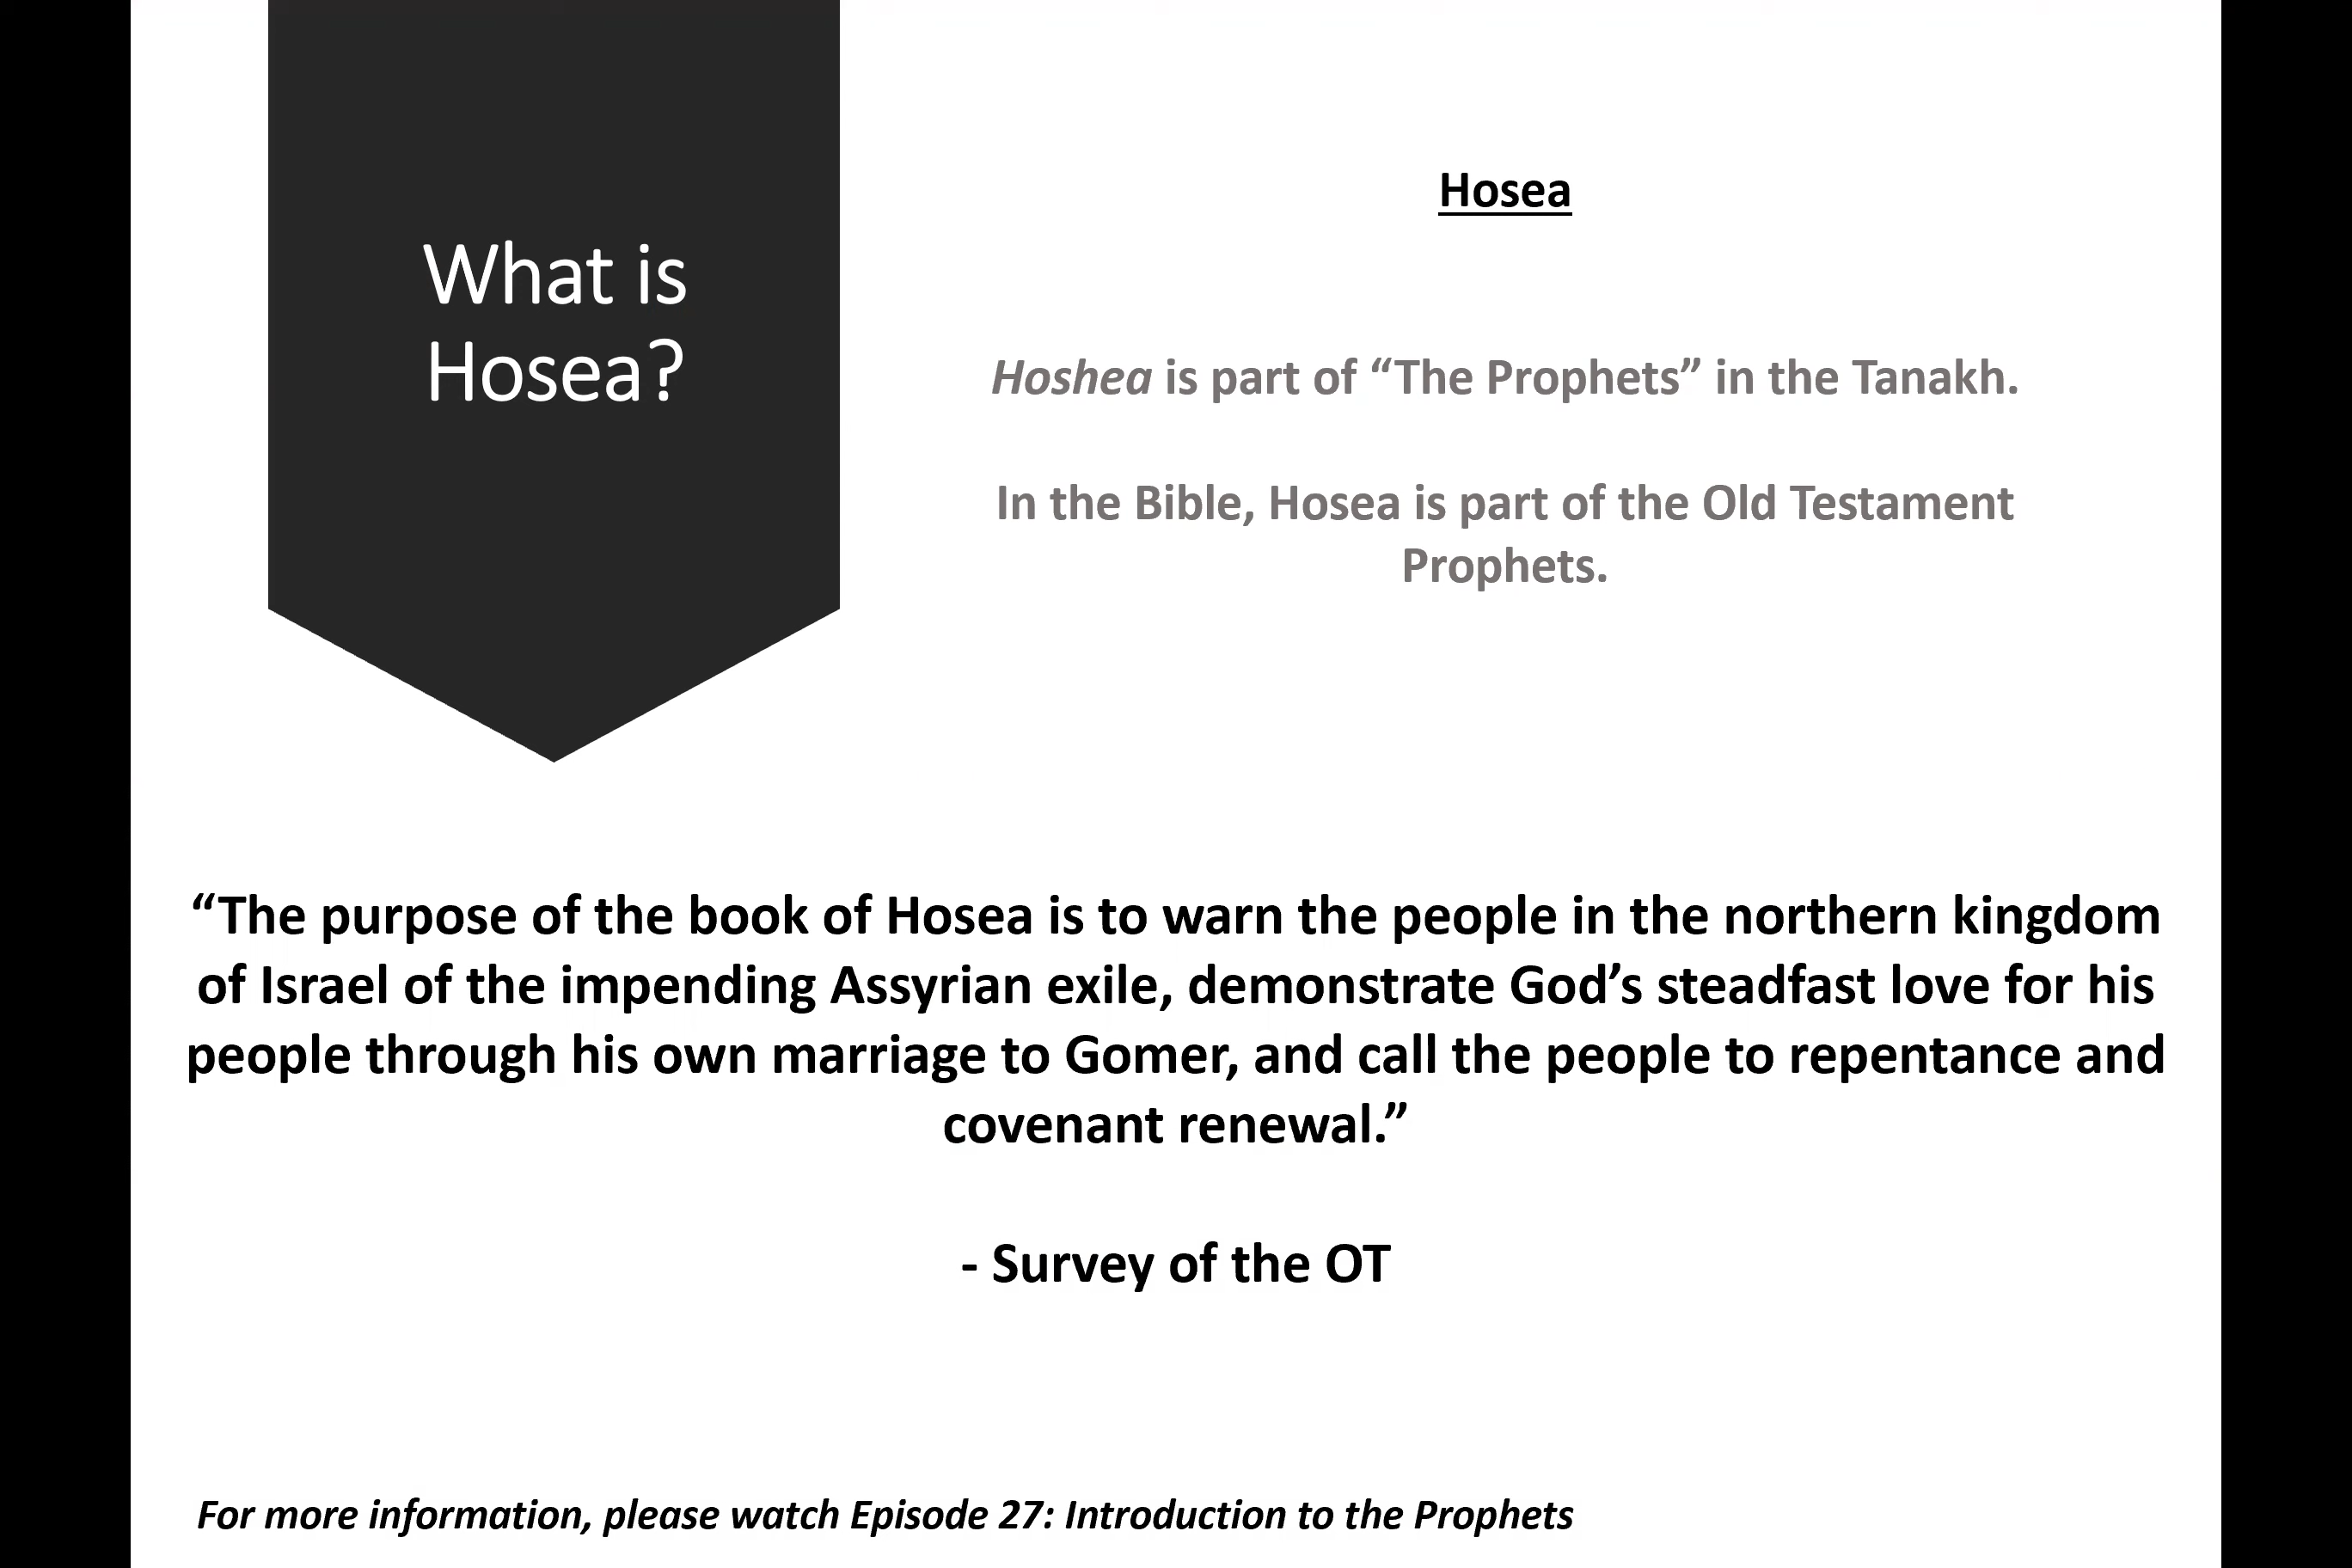 What is
Hosea?
Hosea
Hoshea is part of “The Prophets” in the Tanakh.
In the Bible, Hosea is part of the Old Testament
Prophets.
“The purpose of the book of Hosea is to warn the people in the northern kingdom
of Israel of the impending Assyrian exile, demonstrate God’s steadfast love for his
people through his own marriage to Gomer, and call the people to repentance and
covenant renewal.”
- Survey of the OT
For more information, please watch Episode 27: Introduction to the Prophets